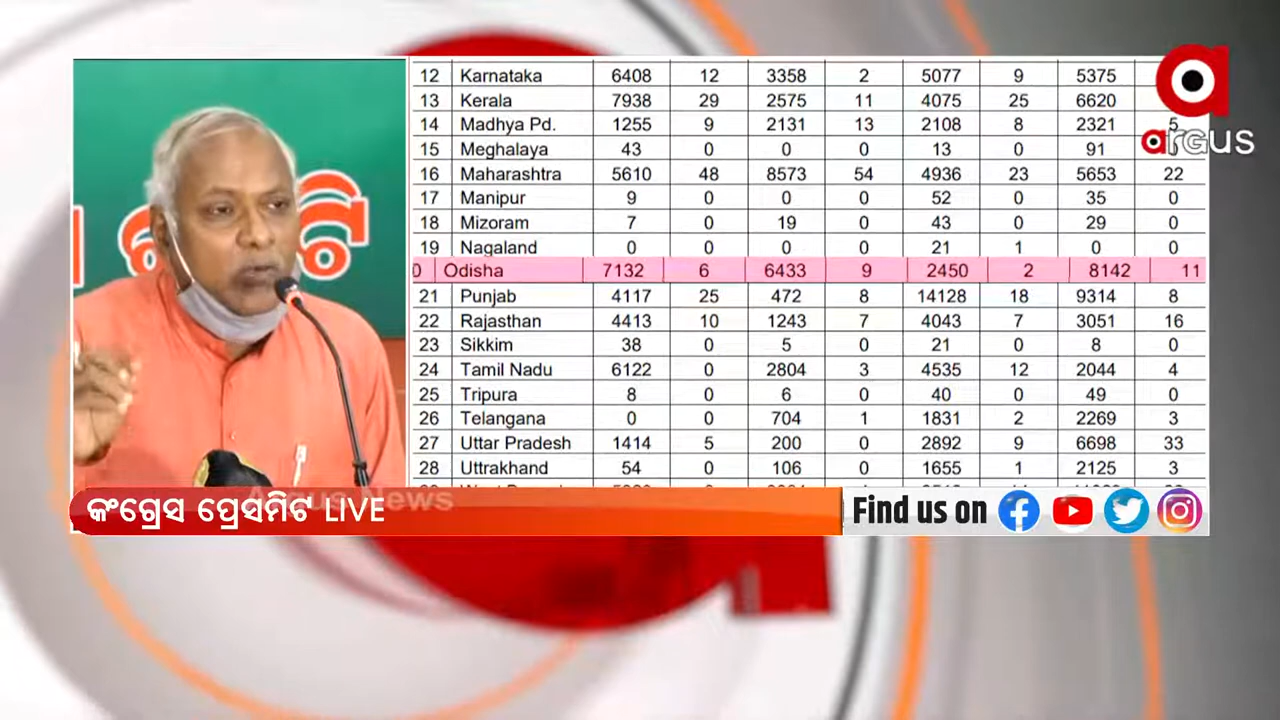 12 Karnataka 6408 12 3358 2 5077 9 5375
13 Kerala 7938 29 2575 11 4075 25 6620
14 Madhya Pd. 1255 9 2131 13 2108 8 2321 5
15 Meghalaya 43 0 0 0 13 0 91
16 Maharashtra 5610 48 8573 54 4936 23 5653 22
17 Manipur 9 0 0 0 52 0 35 0
18 Mizoram 7 0 19 0 43 0 29 0
19 Nagaland 0 0 0 0 21 1 0 0
0 Odisha 7132 6 6433 9 2450 2 8142 11
21 Punjab 4117 25 472 8 14128 18 9314 8
22 Rajasthan 4413 10 1243 7 4043 7 3051 16
23 Sikkim 38 0 5 0 21 0 8 0
24 Tamil Nadu 6122 0 2804 3 4535 12 2044 4
25 Tripura 8 0 6 0 40 0 49 0
26 Telangana 0 0 704 1 1831 2 2269 3
27 Uttar Pradesh 1414 5 200 0 2892 9 6698 33
28 Uttrakhand 54 0 106 0 1655 1 2125 3
argus
Argus News
କଂଗ୍ରେସ ପ୍ରେସମିଟ LIVE
Find us on